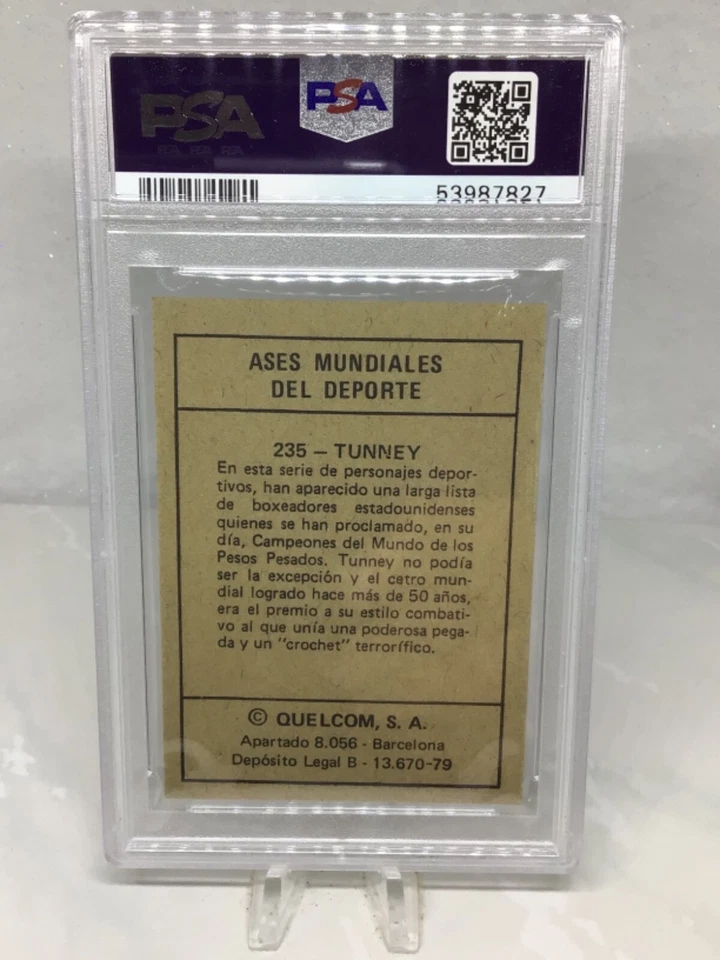 PSA
PSA
PSA PSA PSA
53987827
ASES MUNDIALES
DEL DEPORTE
235 — TUNNEY
En esta serie de personajes depor-
tivos, han aparecido una larga lista
de boxeadores estadounidenses
quienes se han proclamado, en su
día, Campeones del Mundo de los
Pesos Pesados. Tunney no podía
ser la excepción y el cetro mun-
dial logrado hace más de 50 años,
era el premio a su estilo combati-
vo al que unía una poderosa pega-
da y un "crochet" terrorífico.
© QUELCOM, S. A.
Apartado 8.056 - Barcelona
Depósito Legal B - 13.670-79